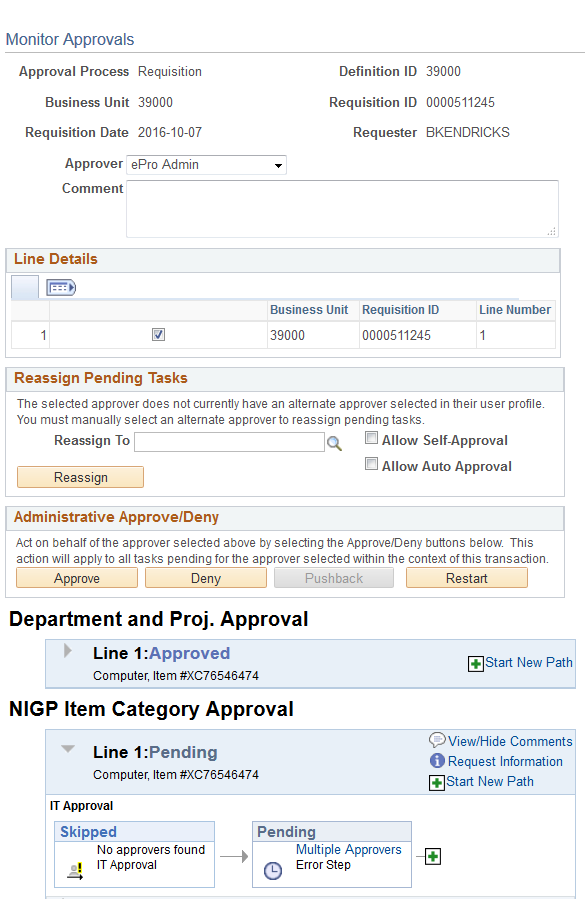 Monitor Approvals
Approval Process Requisition Definition ID 39000
Business Unit 39000 Requisition ID 0000511245
Requisition Date 2016-10-07 Requester BKENDRICKS
Approver ePro Admin
Comment
Line Details
Business Unit Requisition ID Line Number
1 39000 0000511245 1
Reassign Pending Tasks
The selected approver does not currently have an alternate approver selected in their user profile.
You must manually select an alternate approver to reassign pending tasks.
Reassign To Allow Self-Approval
Allow Auto Approval
Reassign
Administrative Approve/Deny
Act on behalf of the approver selected above by selecting the Approve/Deny buttons below. This
action will apply to all tasks pending for the approver selected within the context of this transaction.
Approve Deny Pushback Restart
Department and Proj. Approval
Line 1:Approved
Start New Path
Computer, Item #XC76546474
NIGP Item Category Approval
View/Hide Comments
Line 1:Pending
Request Information
Computer, Item #XC76546474
Start New Path
IT Approval
Skipped Pending
No approvers found Multiple Approvers
IT Approval Error Step